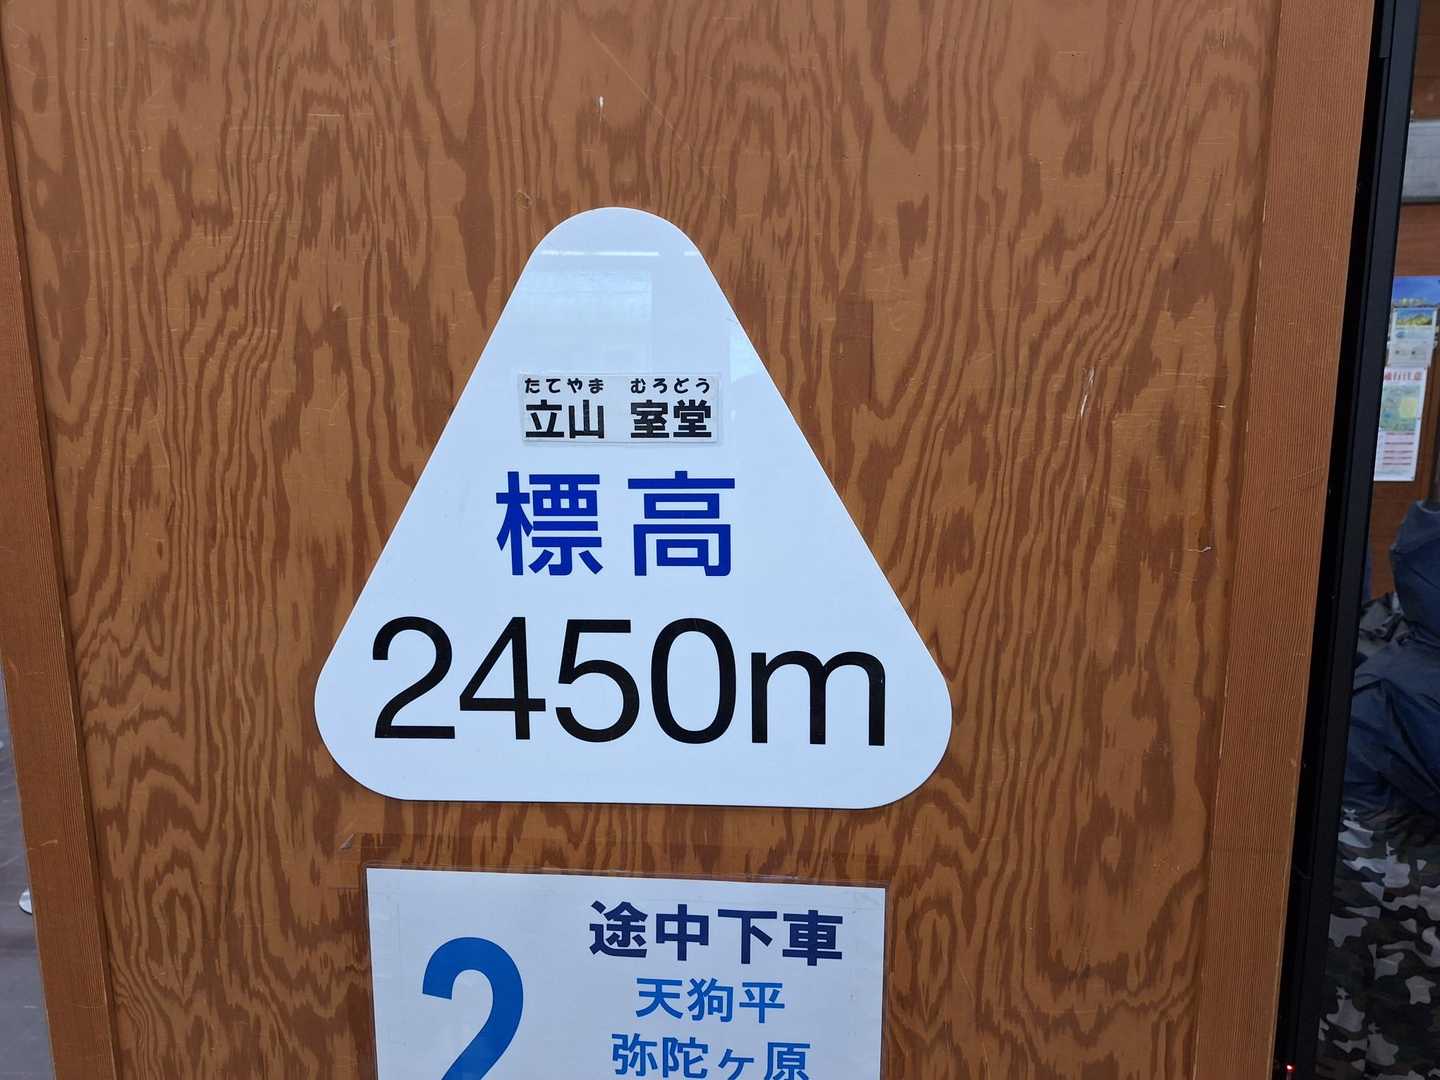 たてやま むろどう
立山 室堂
標高
2450m
2
途中下車
天狗平
弥陀ヶ原